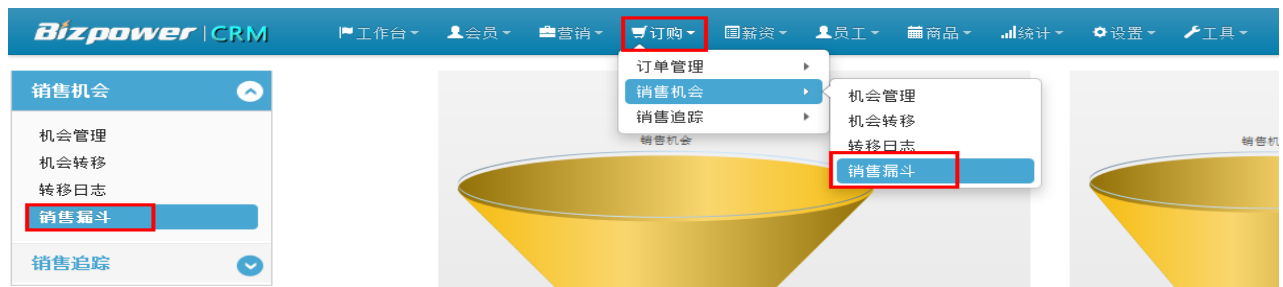 Bizpower | CRM 工作台 会员 营销 订购 薪资 员工 商品 统计 设置 工具
销售机会
机会管理
机会转移
转移日志
销售漏斗
销售追踪
订单管理
销售机会
销售追踪
机会管理
机会转移
转移日志
销售漏斗
销售机会
销售机